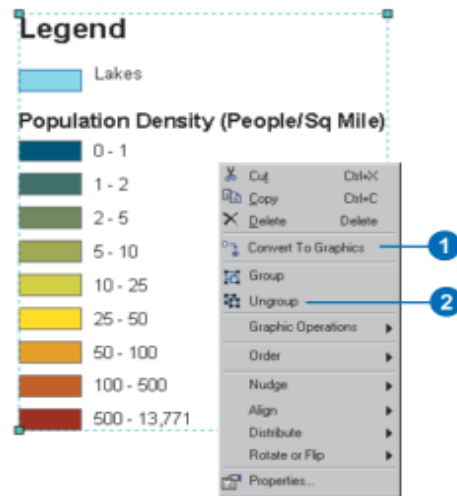 Legend
Lakes
Population Density (People/Sq Mile)
0 - 1
1 - 2
2 - 5
5 - 10
10 - 25
25 - 50
50 - 100
100 - 500
500 - 13,771
Cut Ctrl+X
Copy Ctrl+C
Delete Delete
Convert To Graphics 1
Group
Ungroup 2
Graphic Operations
Order
Nudge
Align
Distribute
Rotate or Flip
Properties...